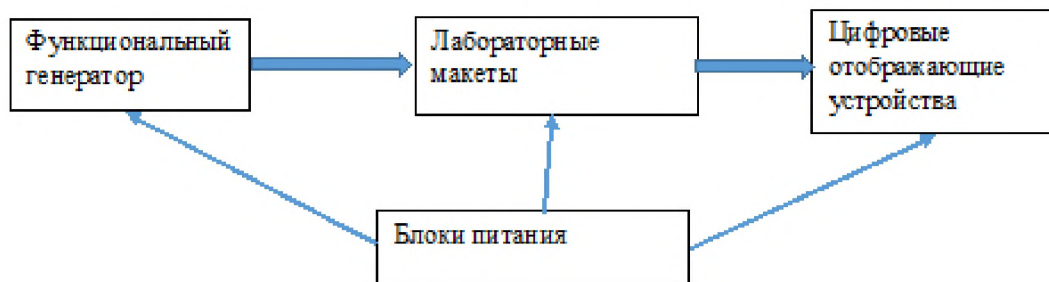 Функциональный
генератор
Лабораторные
макеты
Цифровые
отображающие
устройства
Блоки питания